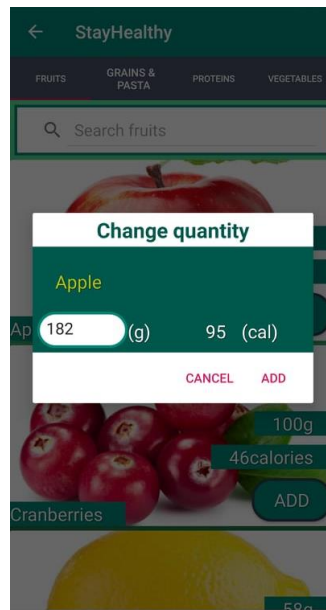 StayHealthy
FRUITS
GRAINS &
PASTA
PROTEINS
VEGETABLES
Search fruits
Change quantity
Apple
Ap
182 (g) 95 (cal)
CANCEL ADD
100g
46calories
ADD
Cranberries
58g